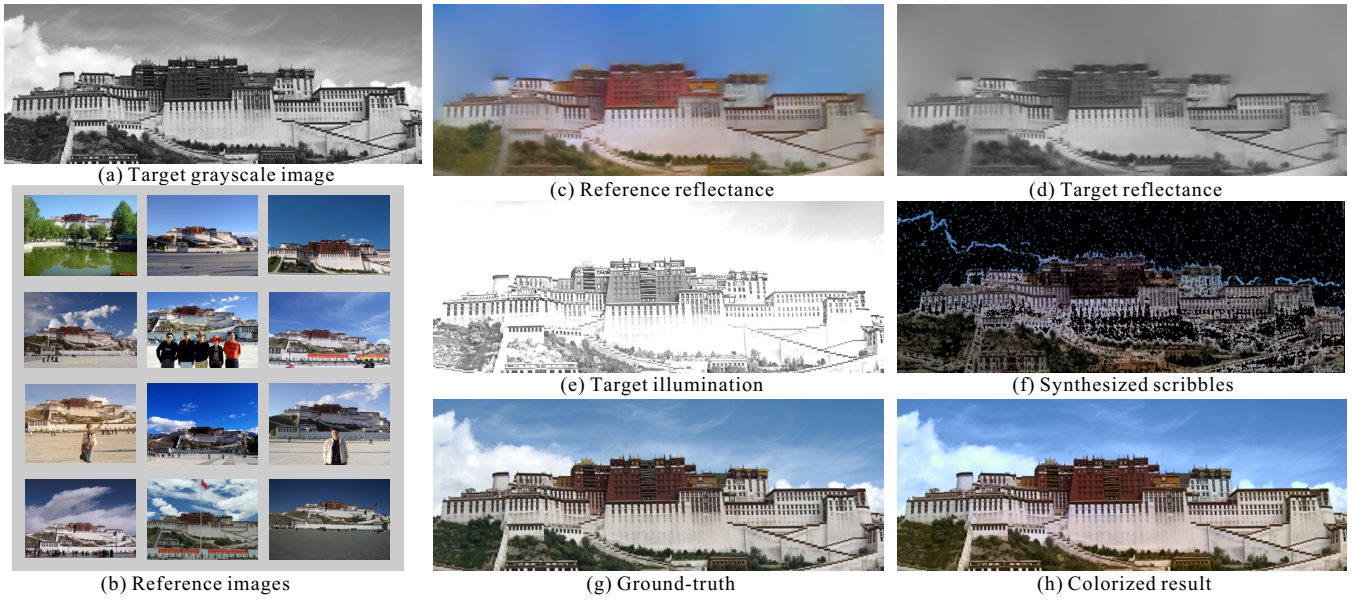 (a) Target grayscale image
(b) Reference images
(c) Reference reflectance
(d) Target reflectance
(e) Target illumination
(f) Synthesized scribbles
(g) Ground-truth
(h) Colorized result